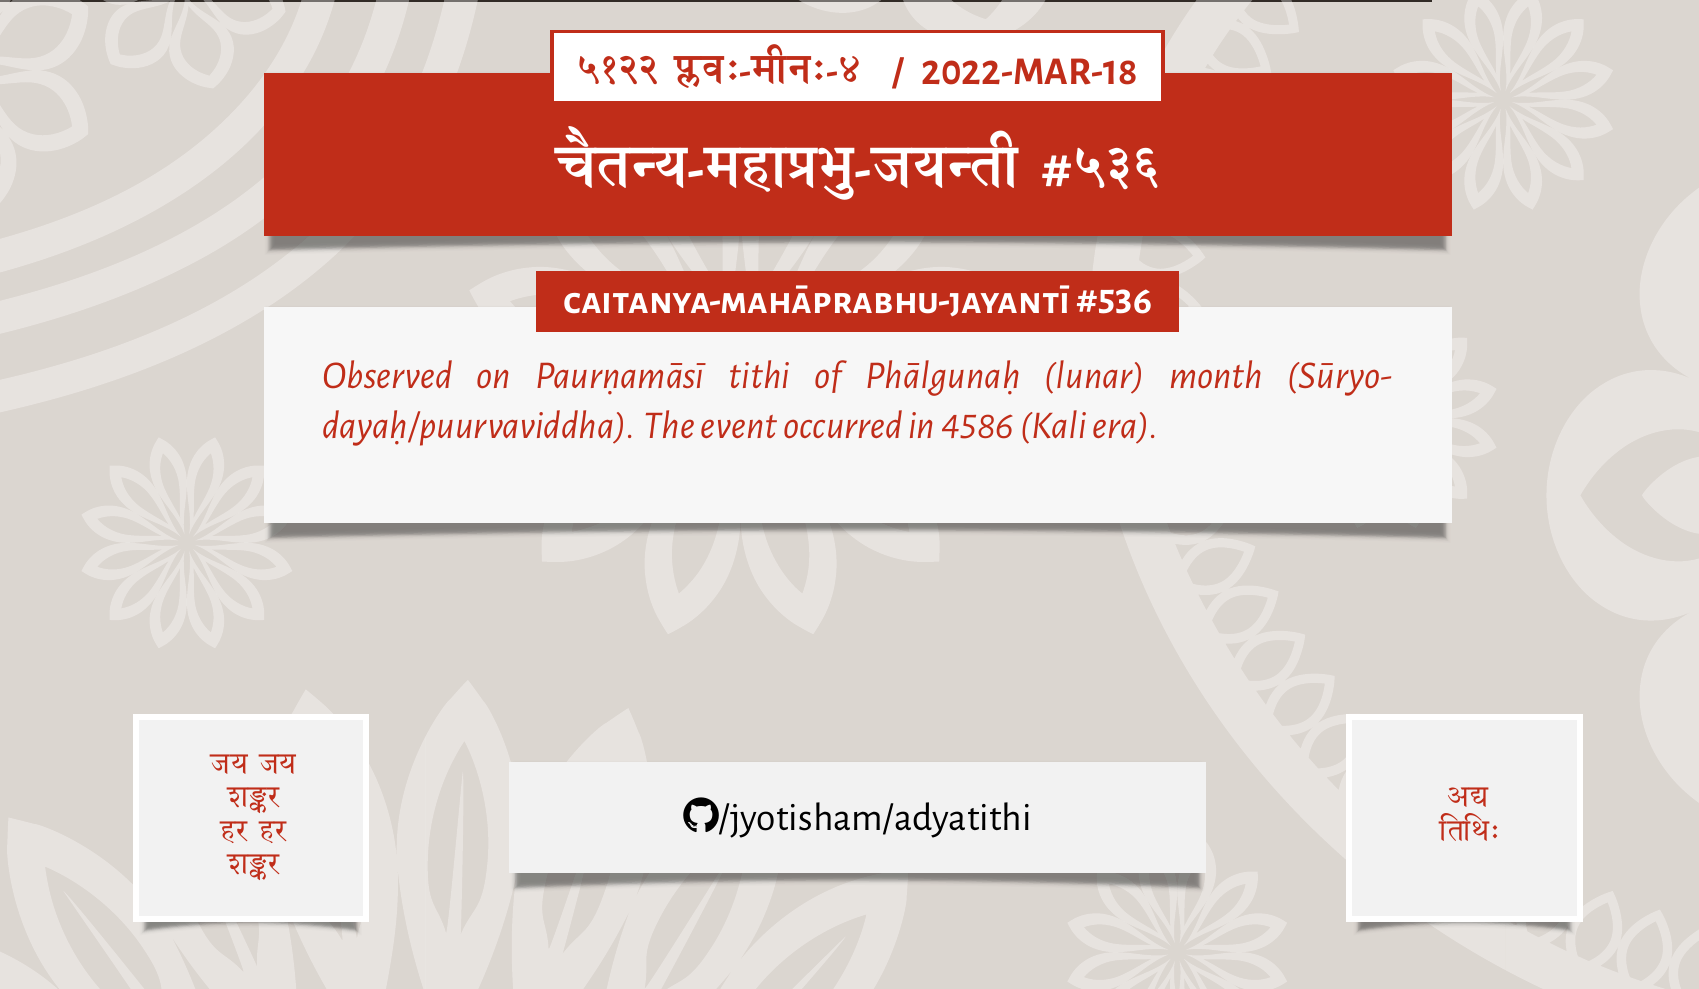 ५१२२ प्लवः-मीनः-४ / 2022-MAR-18
चैतन्य-महाप्रभु-जयन्ती #५३६
CAITANYA-MAHĀPRABHU-JAYANTĪ #536
Observed on Paurṇamāsī tithi of Phālgunaḥ (lunar) month (Sūryo-
dayaḥ/puurvaviddha). The event occurred in 4586 (Kali era).
जय जय
शङ्कर
हर हर
शङ्कर
/jyotisham/adyatithi
अद्य
तिथिः